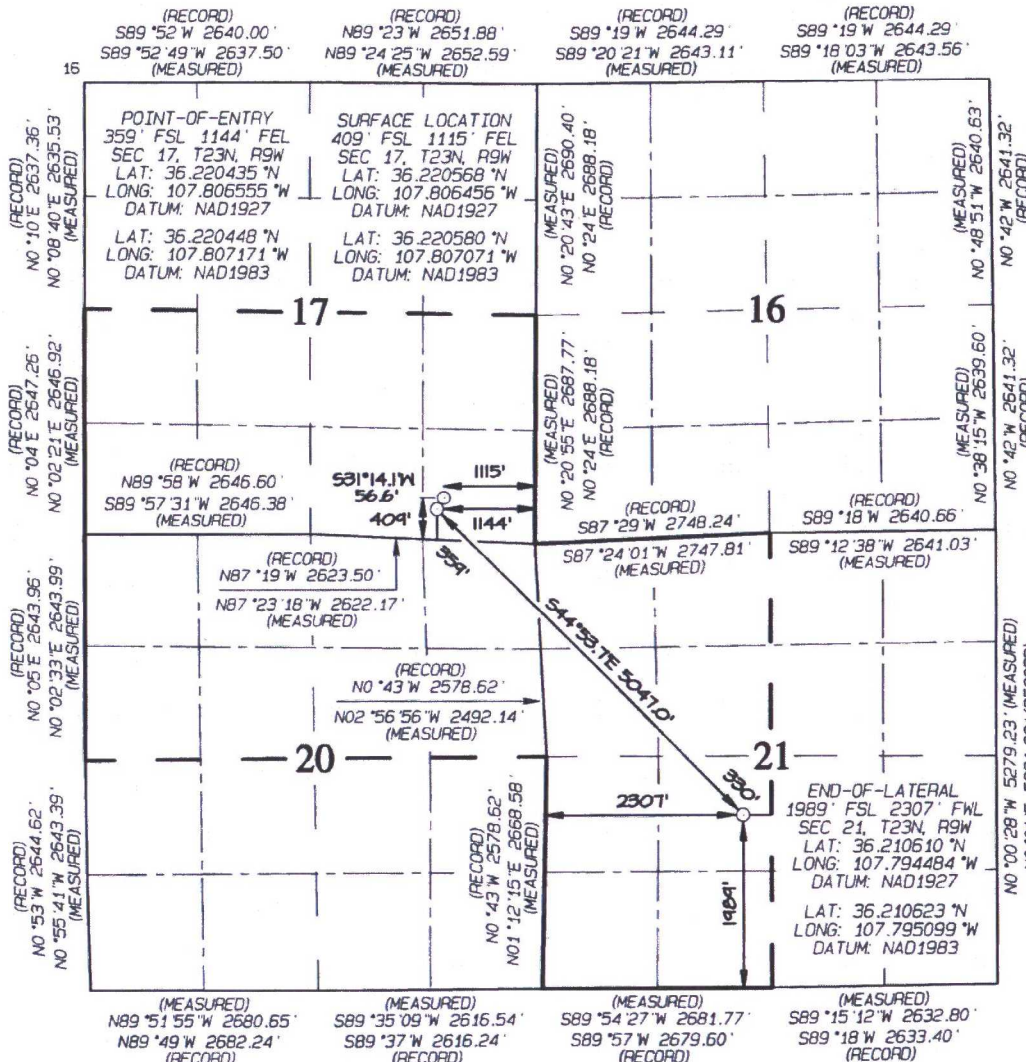 (RECORD)
S89°52'W 2640.00'
S89°52'49"W 2637.50'
(MEASURED)
(RECORD)
N89°23'W 2651.88'
N89°24'25"W 2652.59'
(MEASURED)
(RECORD)
S89°19'W 2644.29'
S89°20'21"W 2643.11'
(MEASURED)
(RECORD)
S89°19'W 2644.29'
S89°18'03"W 2643.56'
(MEASURED)
15
(RECORD)
N0°10'E 2637.36'
N0°08'40"E 2635.53'
(MEASURED)
POINT-OF-ENTRY
359' FSL 1144' FEL
SEC 17, T23N, R9W
LAT: 36.220435°N
LONG: 107.806555°W
DATUM: NAD1927
LAT: 36.220448°N
LONG: 107.807171°W
DATUM: NAD1983
SURFACE LOCATION
409' FSL 1115' FEL
SEC 17, T23N, R9W
LAT: 36.220568°N
LONG: 107.806456°W
DATUM: NAD1927
LAT: 36.220580°N
LONG: 107.807071°W
DATUM: NAD1983
(MEASURED)
N0°20'43"E 2690.40'
N0°24'E 2688.18'
(RECORD)
(MEASURED)
N0°48'51"W 2640.63'
N0°42'W 2641.32'
(RECORD)
17
16
(RECORD)
N0°04'E 2647.26'
N0°02'21"E 2646.92'
(MEASURED)
(MEASURED)
N0°20'55"E 2687.77'
N0°24'E 2688.18'
(RECORD)
(MEASURED)
N0°38'15"W 2639.60'
N0°42'W 2641.32'
(RECORD)
(RECORD)
N89°58'W 2646.60'
S89°57'31"W 2646.38'
(MEASURED)
S31°14.1'W
56.6'
409'
1115'
1144'
359'
(RECORD)
S87°29'W 2748.24'
S87°24'01"W 2747.81'
(MEASURED)
(RECORD)
S89°18'W 2640.66'
S89°12'38"W 2641.03'
(MEASURED)
(RECORD)
N87°19'W 2623.50'
N87°23'18"W 2622.17'
(MEASURED)
(RECORD)
N0°05'E 2643.96'
N0°02'33"E 2643.99'
(MEASURED)
S44°53.7'E 5047.0'
(RECORD)
N0°43'W 2578.62'
N02°56'56"W 2492.14'
(MEASURED)
20
21
(RECORD)
N0°53'W 2644.62'
N0°55'41"W 2643.39'
(MEASURED)
(RECORD)
N0°43'W 2578.62'
N01°12'15"E 2668.58'
(MEASURED)
2307'
330'
1989'
END-OF-LATERAL
1989' FSL 2307' FWL
SEC 21, T23N, R9W
LAT: 36.210610°N
LONG: 107.794484°W
DATUM: NAD1927
LAT: 36.210623°N
LONG: 107.795099°W
DATUM: NAD1983
N0°00'28"W 5279.23' (MEASURED)
(MEASURED)
N89°51'55"W 2680.65'
N89°49'W 2682.24'
(RECORD)
(MEASURED)
S89°35'09"W 2616.54'
S89°37'W 2616.24'
(RECORD)
(MEASURED)
S89°54'27"W 2681.77'
S89°57'W 2679.60'
(RECORD)
(MEASURED)
S89°15'12"W 2632.80'
S89°18'W 2633.40'
(RECORD)